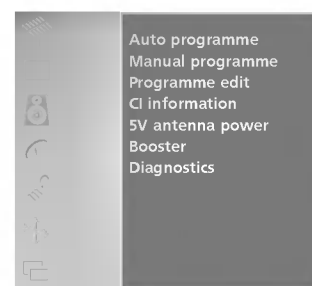 Auto programme
Manual programme
Programme edit
CI information
5V antenna power
Booster
Diagnostics